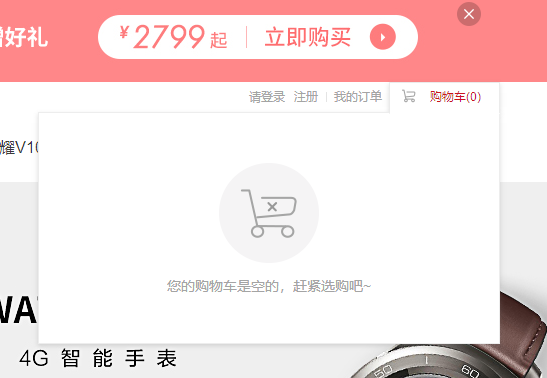 增好礼
¥2799起 立即购买
请登录 注册 我的订单 购物车(0)
耀V10
您的购物车是空的，赶紧选购吧~
WA
4G 智能手表
50 60